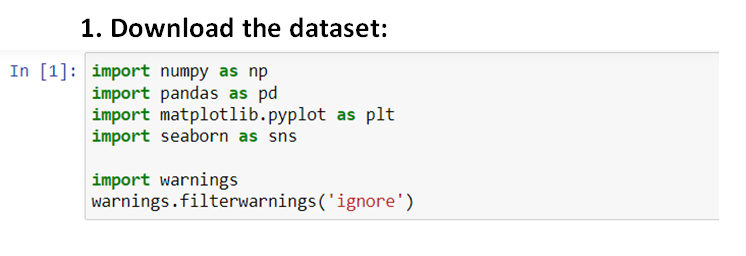 1. Download the dataset:
In [1]: import numpy as np
import pandas as pd
import matplotlib.pyplot as plt
import seaborn as sns
import warnings
warnings.filterwarnings('ignore')